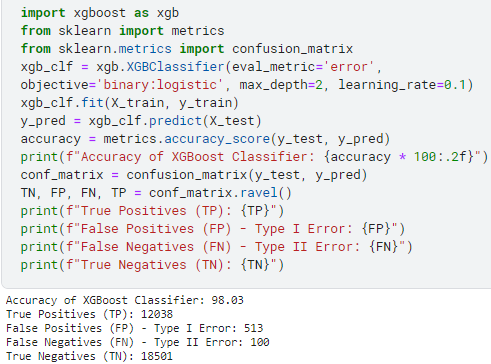 import xgboost as xgb
from sklearn import metrics
from sklearn.metrics import confusion_matrix
xgb_clf = xgb.XGBClassifier(eval_metric='error',
objective='binary:logistic', max_depth=2, learning_rate=0.1)
xgb_clf.fit(X_train, y_train)
y_pred = xgb_clf.predict(X_test)
accuracy = metrics.accuracy_score(y_test, y_pred)
print(f"Accuracy of XGBoost Classifier: {accuracy * 100:.2f}")
conf_matrix = confusion_matrix(y_test, y_pred)
TN, FP, FN, TP = conf_matrix.ravel()
print(f"True Positives (TP): {TP}")
print(f"False Positives (FP) - Type I Error: {FP}")
print(f"False Negatives (FN) - Type II Error: {FN}")
print(f"True Negatives (TN): {TN}")
Accuracy of XGBoost Classifier: 98.03
True Positives (TP): 12038
False Positives (FP) - Type I Error: 513
False Negatives (FN) - Type II Error: 100
True Negatives (TN): 18501